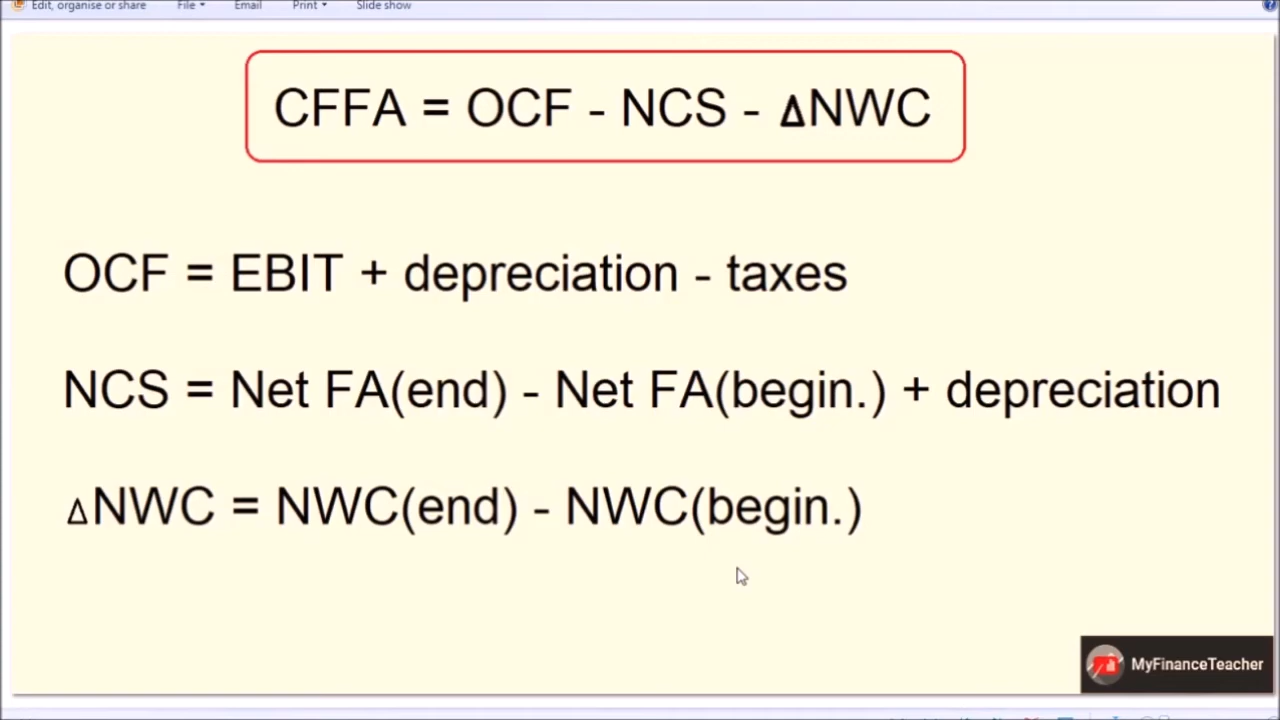 Edit, organise or share File Email Print Slide show
CFFA = OCF - NCS - ΔNWC
OCF = EBIT + depreciation - taxes
NCS = Net FA(end) - Net FA(begin.) + depreciation
ΔNWC = NWC(end) - NWC(begin.)
MyFinanceTeacher